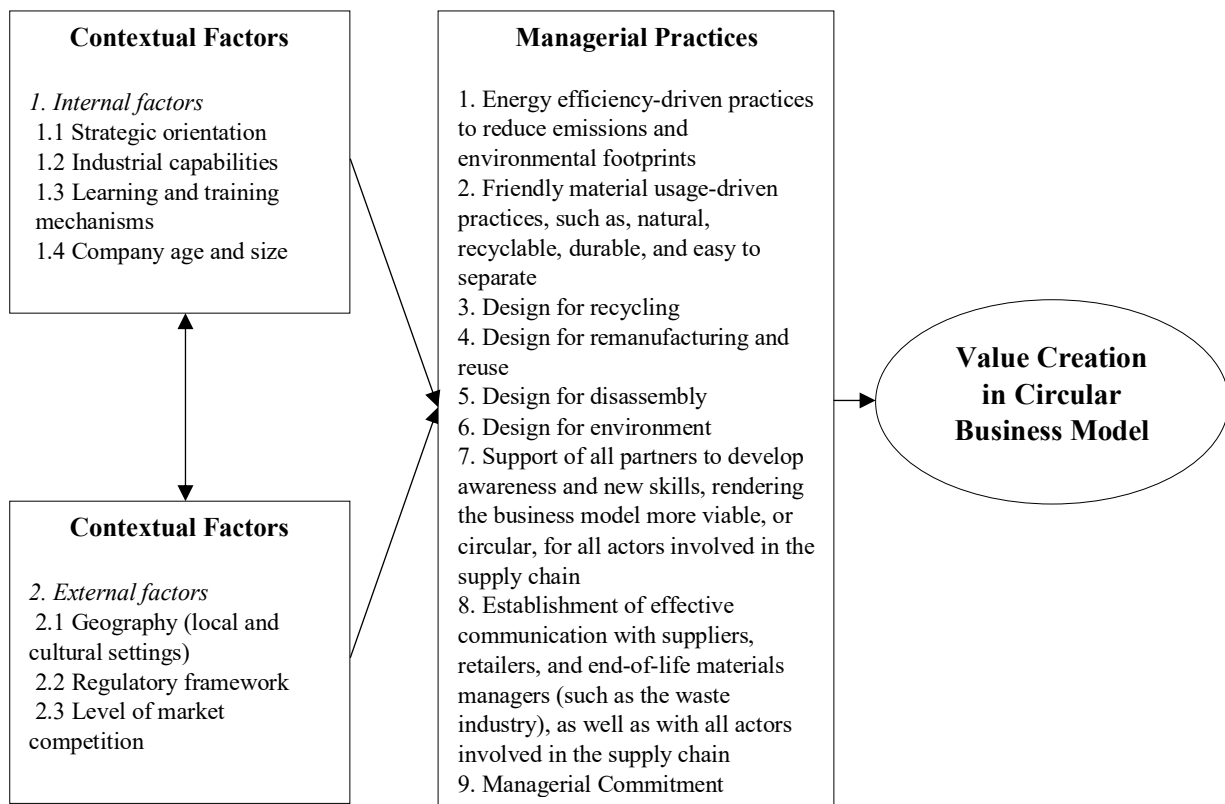 Contextual Factors
1. Internal factors
1.1 Strategic orientation
1.2 Industrial capabilities
1.3 Learning and training
mechanisms
1.4 Company age and size
Contextual Factors
2. External factors
2.1 Geography (local and
cultural settings)
2.2 Regulatory framework
2.3 Level of market
competition
Managerial Practices
1. Energy efficiency-driven practices
to reduce emissions and
environmental footprints
2. Friendly material usage-driven
practices, such as, natural,
recyclable, durable, and easy to
separate
3. Design for recycling
4. Design for remanufacturing and
reuse
5. Design for disassembly
6. Design for environment
7. Support of all partners to develop
awareness and new skills, rendering
the business model more viable, or
circular, for all actors involved in the
supply chain
8. Establishment of effective
communication with suppliers,
retailers, and end-of-life materials
managers (such as the waste
industry), as well as with all actors
involved in the supply chain
9. Managerial Commitment
Value Creation
in Circular
Business Model